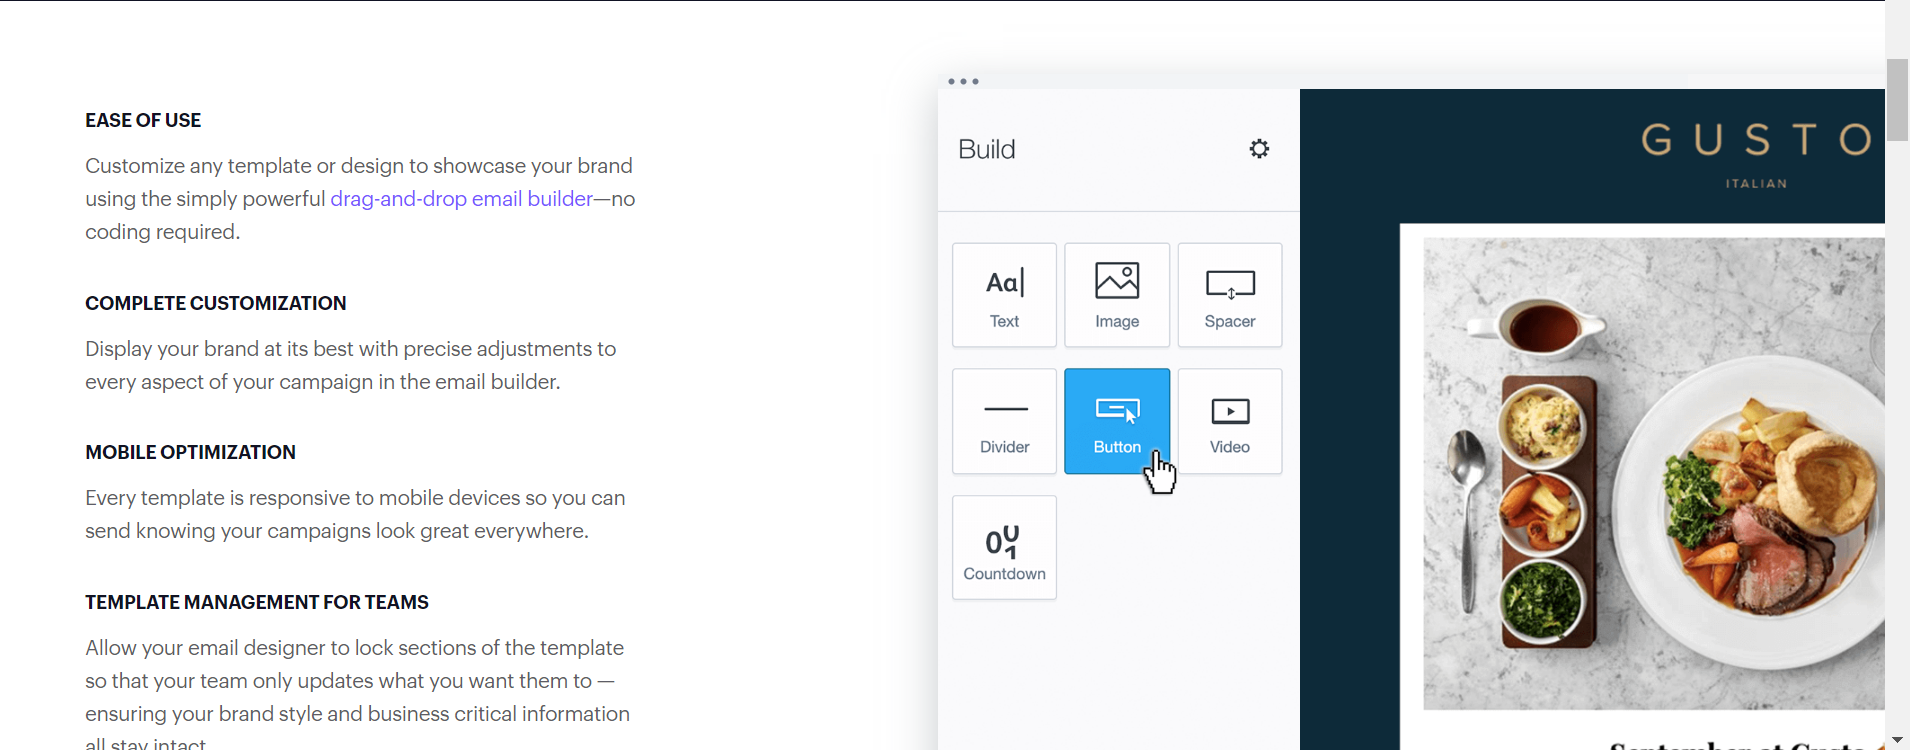 EASE OF USE
Customize any template or design to showcase your brand
using the simply powerful drag-and-drop email builder—no
coding required.
COMPLETE CUSTOMIZATION
Display your brand at its best with precise adjustments to
every aspect of your campaign in the email builder.
MOBILE OPTIMIZATION
Every template is responsive to mobile devices so you can
send knowing your campaigns look great everywhere.
TEMPLATE MANAGEMENT FOR TEAMS
Allow your email designer to lock sections of the template
so that your team only updates what you want them to —
ensuring your brand style and business critical information
all stay intact
Build
Aa
Text
Image
Spacer
Divider
Button
Video
Countdown
GUSTO
ITALIAN
September at Gusto